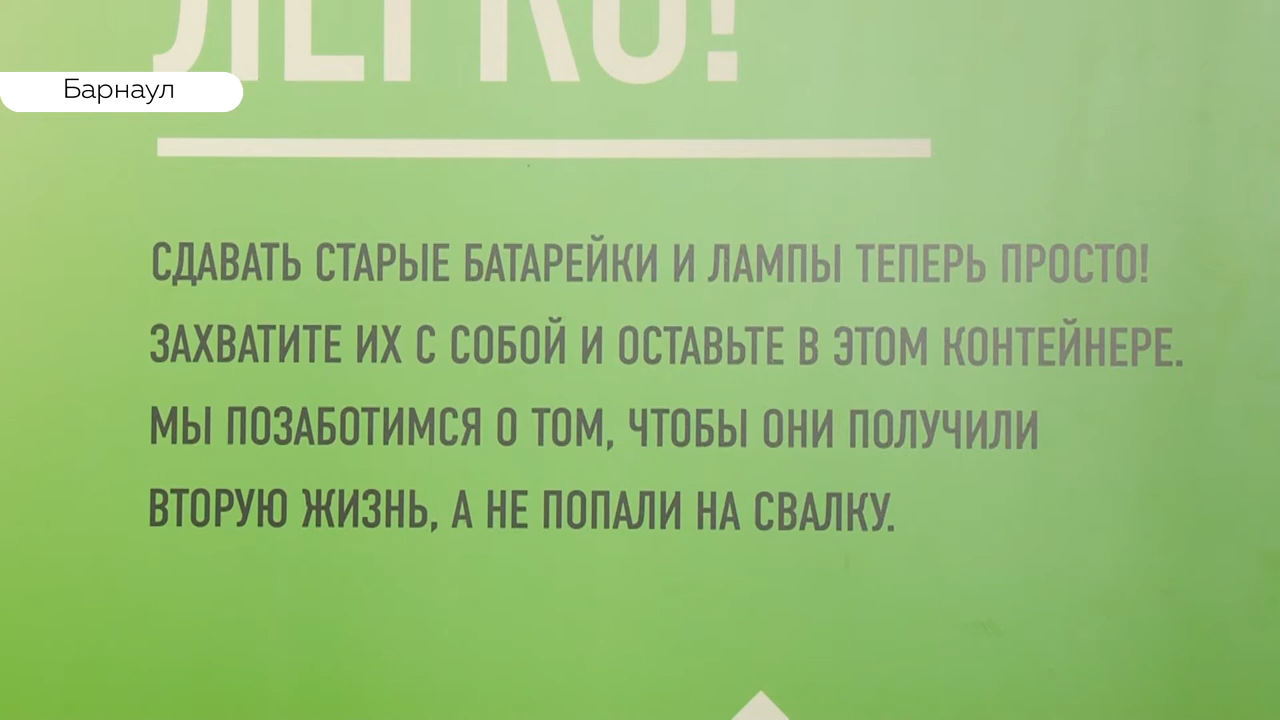 ЛЕГКО!
Барнаул
СДАВАТЬ СТАРЫЕ БАТАРЕЙКИ И ЛАМПЫ ТЕПЕРЬ ПРОСТО!
ЗАХВАТИТЕ ИХ С СОБОЙ И ОСТАВЬТЕ В ЭТОМ КОНТЕЙНЕРЕ.
МЫ ПОЗАБОТИМСЯ О ТОМ, ЧТОБЫ ОНИ ПОЛУЧИЛИ
ВТОРУЮ ЖИЗНЬ, А НЕ ПОПАЛИ НА СВАЛКУ.